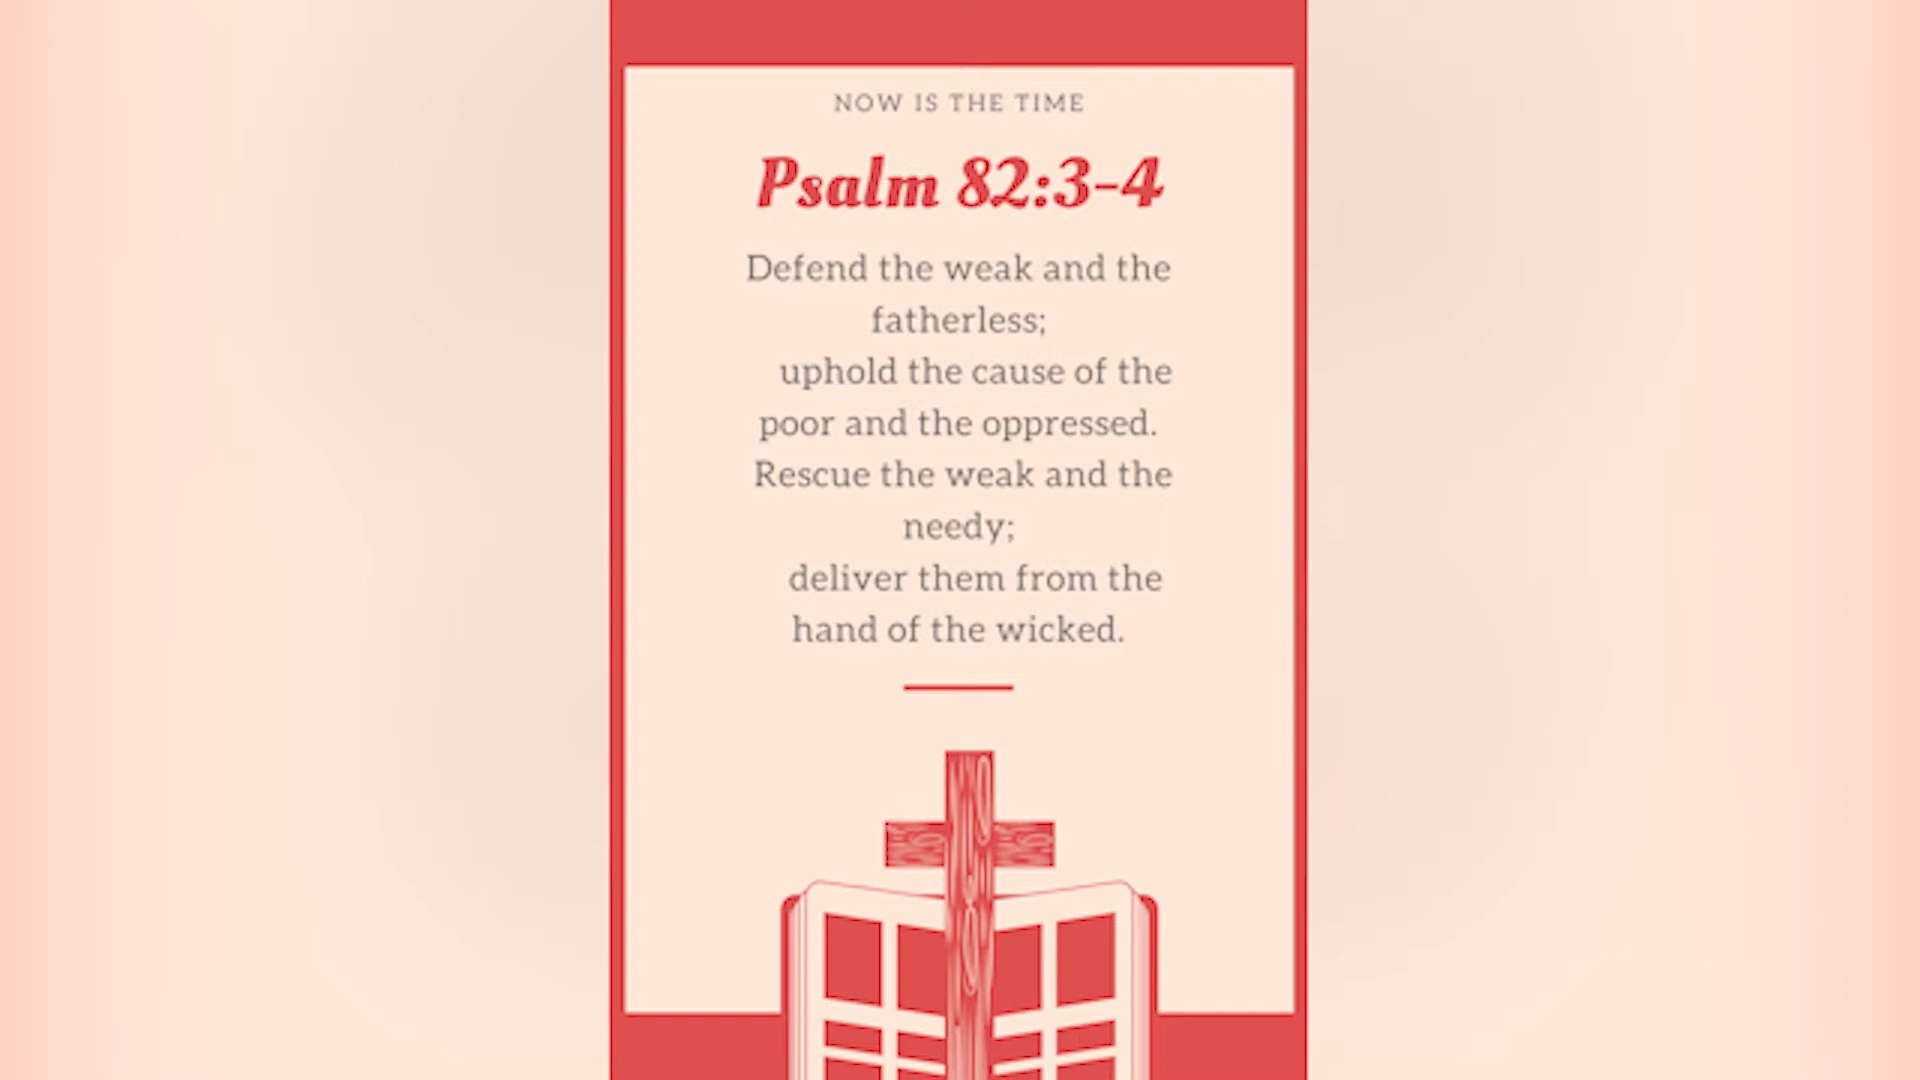 NOW IS THE TIME
Psalm 82:3-4
Defend the weak and the
fatherless;
uphold the cause of the
poor and the oppressed.
Rescue the weak and the
needy;
deliver them from the
hand of the wicked.